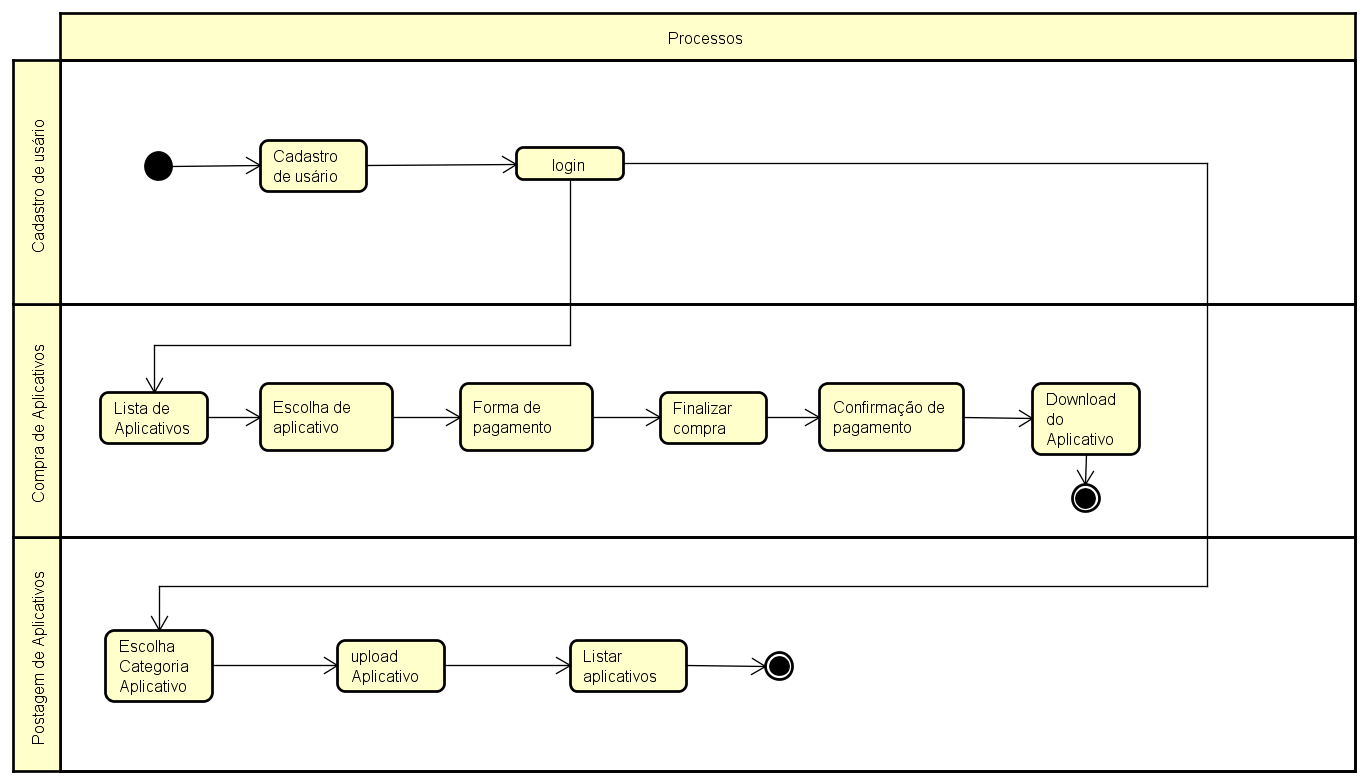 Processos
Cadastro de usário
Cadastro
de usário
login
Compra de Aplicativos
Lista de
Aplicativos
Escolha de
aplicativo
Forma de
pagamento
Finalizar
compra
Confirmação de
pagamento
Download
do
Aplicativo
Postagem de Aplicativos
Escolha
Categoria
Aplicativo
upload
Aplicativo
Listar
aplicativos